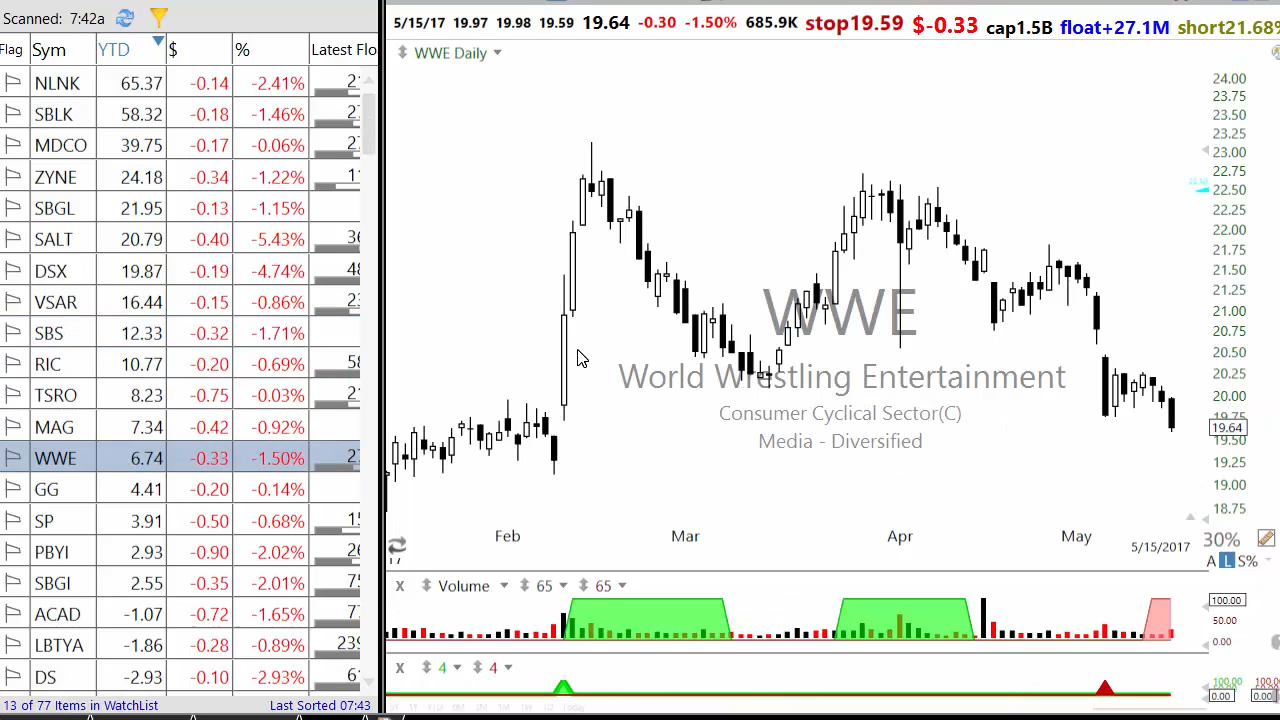 Scanned: 7:42a
5/15/17 19.97 19.98 19.59 19.64 -0.30 -1.50% 685.9K stop19.59 $-0.33 cap1.5B float+27.1M short21.68%
Flag Sym YTD $ % Latest Flo
NLNK 65.37 -0.14 -2.41%
SBLK 58.32 -0.18 -1.46%
MDCO 39.75 -0.17 -0.06%
ZYNE 24.18 -0.34 -1.22%
SBGL 21.95 -0.13 -1.15%
SALT 20.79 -0.40 -5.43%
DSX 19.87 -0.19 -4.74%
VSAR 16.44 -0.15 -0.86%
SBS 12.33 -0.32 -1.71%
RIC 10.77 -0.20 -0.69%
TSRO 8.23 -0.75 -0.03%
MAG 7.34 -0.42 -0.92%
WWE 6.74 -0.33 -1.50%
GG 4.41 -0.20 -0.14%
SP 3.91 -0.50 -0.68%
PBYI 2.93 -0.90 -2.02%
SBGI 2.55 -0.35 -2.01%
ACAD -1.07 -0.72 -1.65%
LBTYA -1.86 -0.28 -0.89%
DS -2.93 -0.10 -2.93%
13 of 77 Items in WatchList Last Sorted 07:43
WWE Daily
WWE
World Wrestling Entertainment
Consumer Cyclical Sector(C)
Media - Diversified
24.00
23.75
23.50
23.25
23.00
22.75
22.50
22.25
22.00
21.75
21.50
21.25
21.00
20.75
20.50
20.25
20.00
19.75
19.64
19.50
19.25
19.00
18.75
Feb Mar Apr May 5/15/2017
30%
A L S%
X Volume 65 65
100.00
50.00
0.00
X 4 4
100.00
0.00 0.00